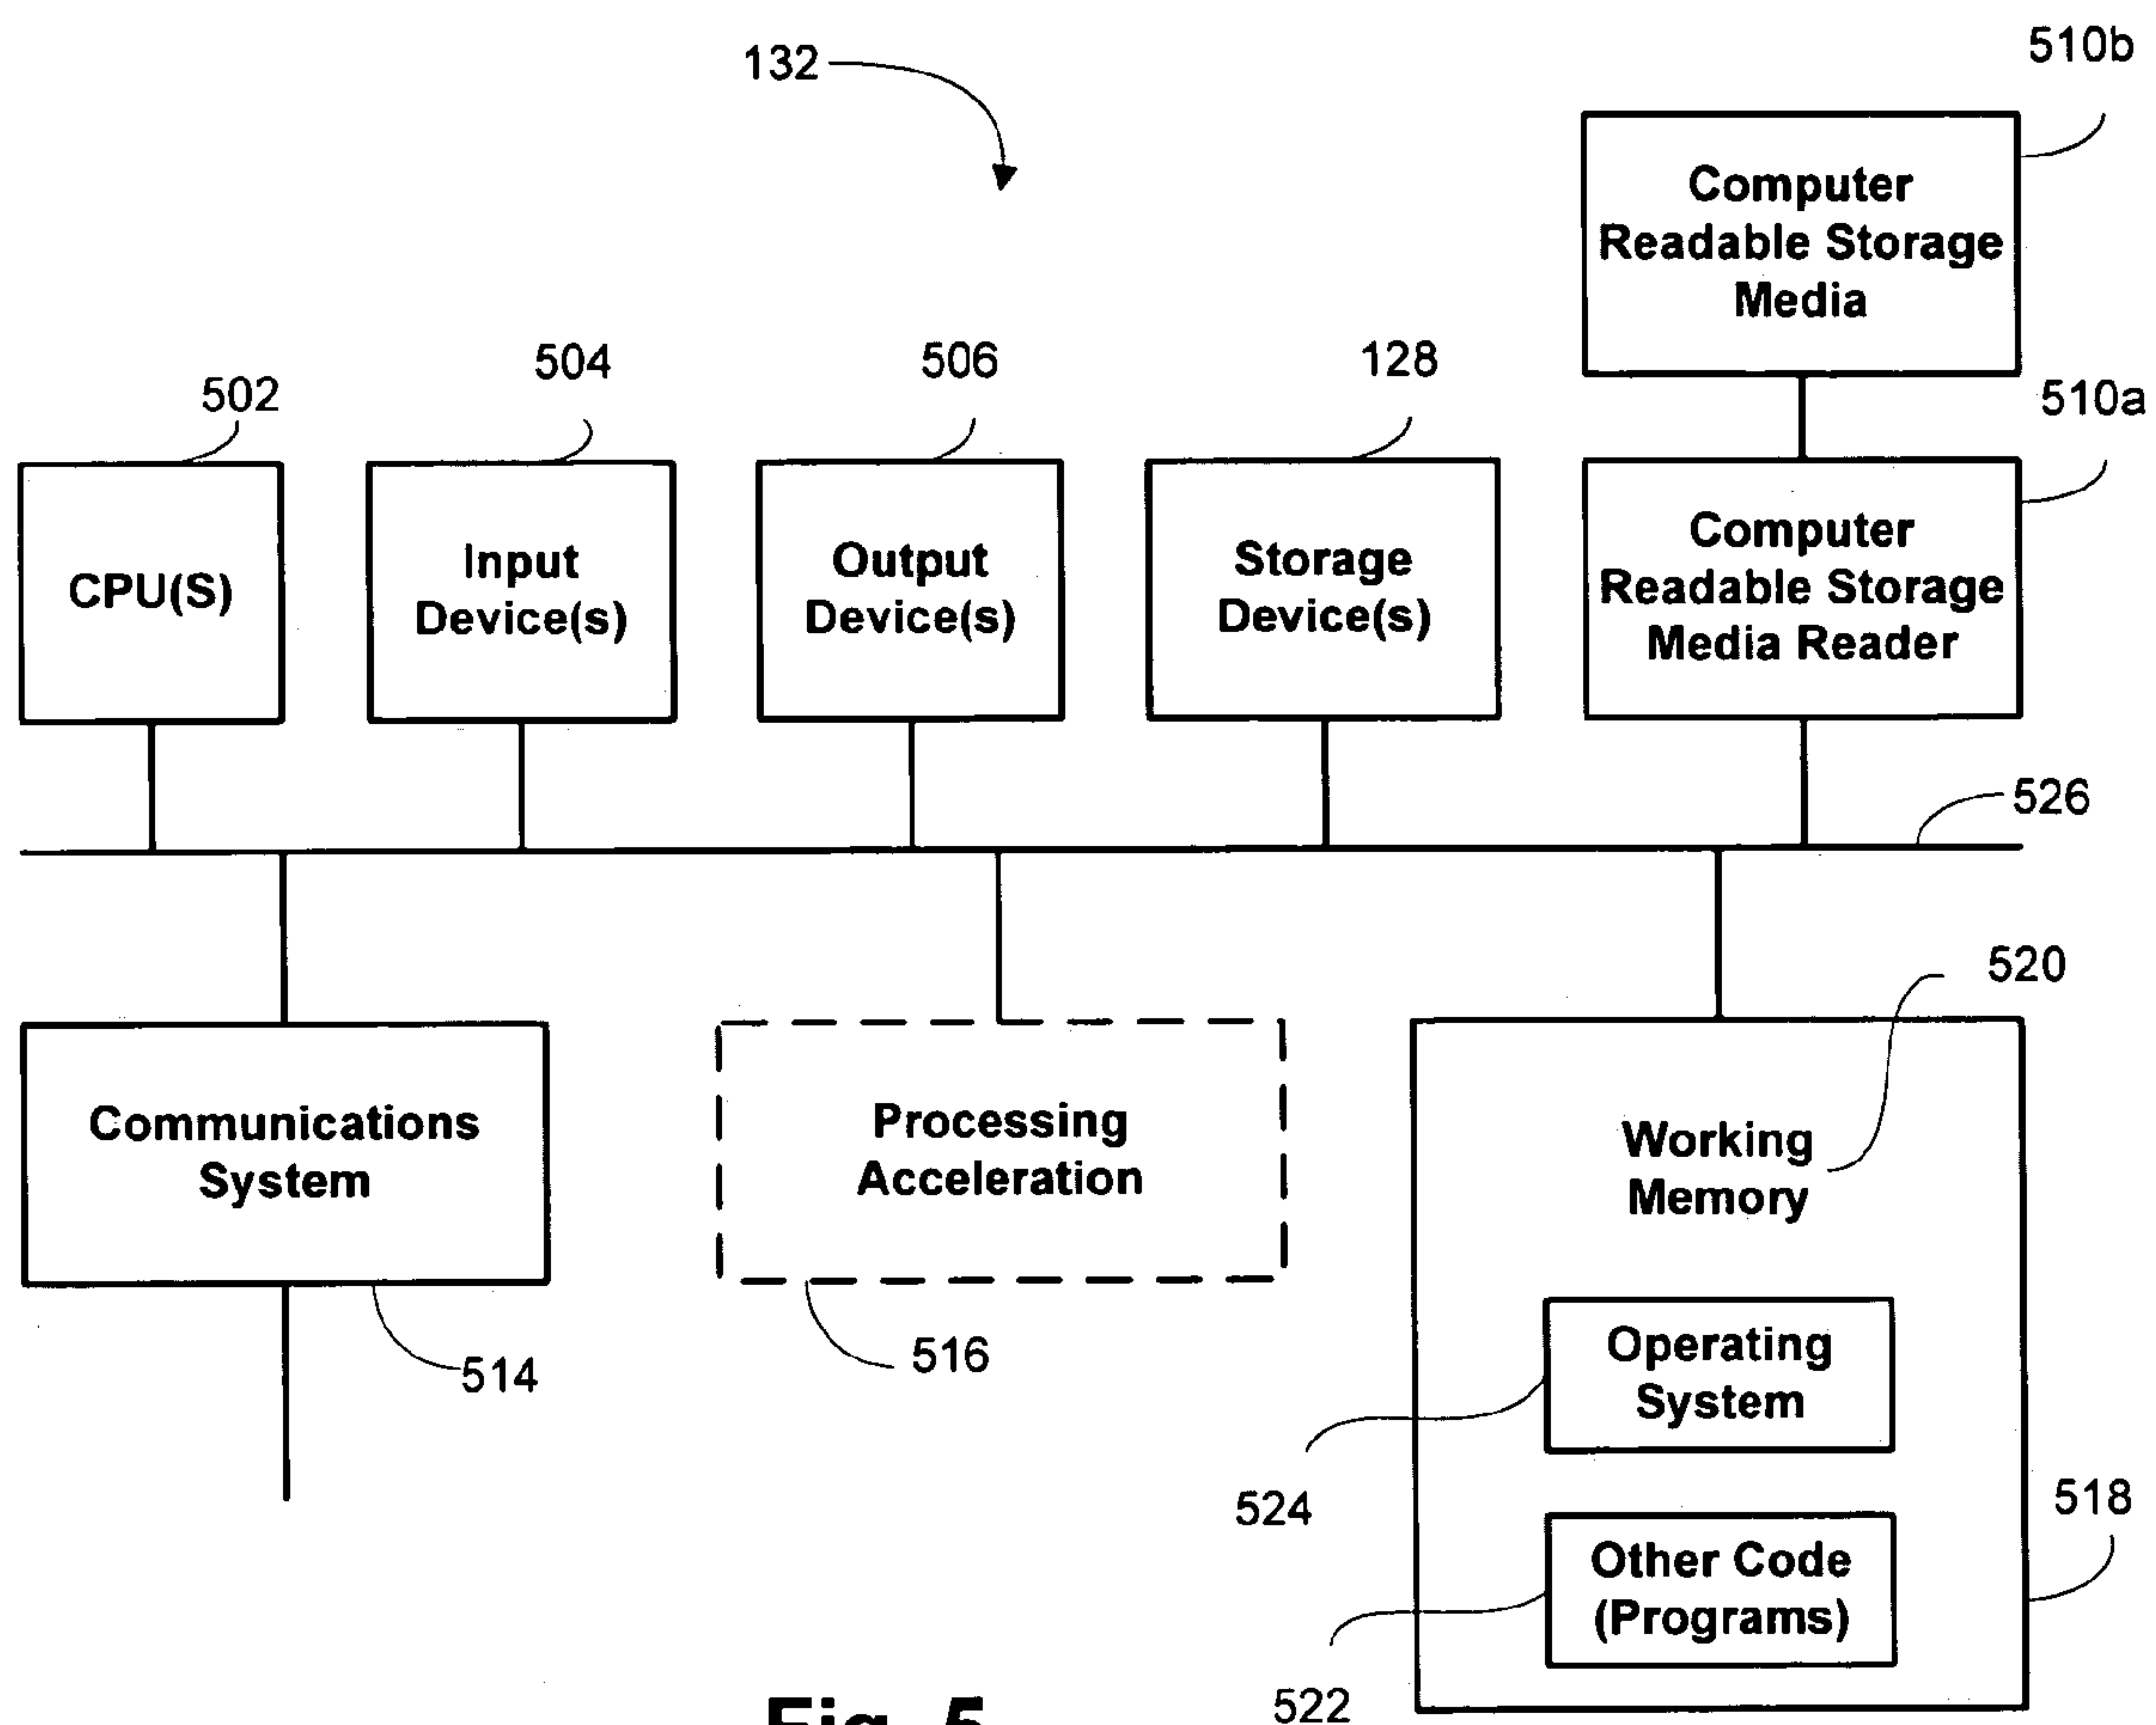 132
510b
Computer
Readable Storage
Media
502
504
506
128
510a
CPU(S)
Input
Device(s)
Output
Device(s)
Storage
Device(s)
Computer
Readable Storage
Media Reader
526
520
Communications
System
Processing
Acceleration
Working
Memory
514
516
Operating
System
524
518
Other Code
(Programs)
522
Fig. 5